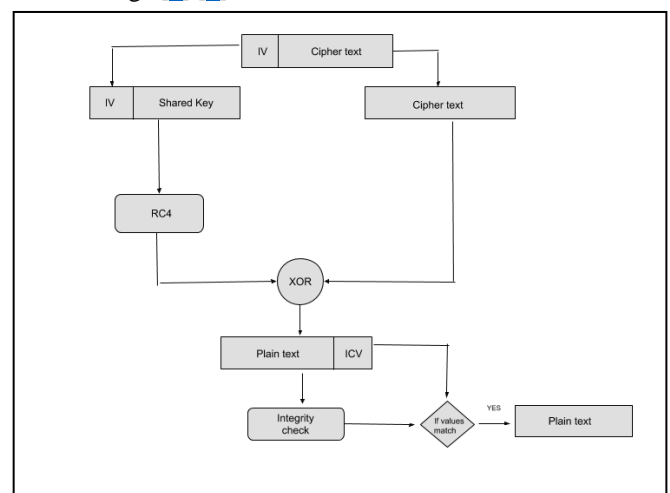 IV
Cipher text
IV
Shared Key
Cipher text
RC4
XOR
Plain text
ICV
Integrity
check
If values
match
YES
Plain text